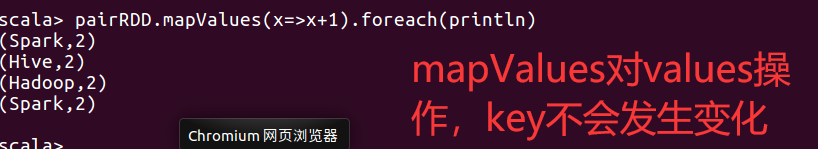 scala> pairRDD.mapValues(x=>x+1).foreach(println)
(Spark,2)
(Hive,2)
(Hadoop,2)
(Spark,2)
mapValues对values操
作，key不会发生变化
Chromium 网页浏览器
scala>